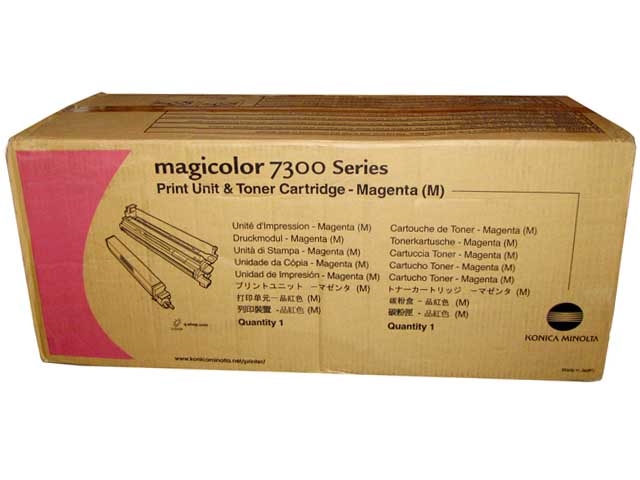 magicolor 7300 Series
Print Unit & Toner Cartridge - Magenta (M)
Unité d'Impression - Magenta (M)
Druckmodul - Magenta (M)
Unità di Stampa - Magenta (M)
Unidade da Cópia - Magenta (M)
Unidad de Impresión - Magenta (M)
プリントユニット －マゼンタ (M)
打印单元－品紅色 (M)
列印裝置 -品紅色 (M)
Quantity 1
Cartouche de Toner - Magenta (M)
Tonerkartusche - Magenta (M)
Cartuccia Toner - Magenta (M)
Cartucho Toner - Magenta (M)
Cartucho Toner - Magenta (M)
トナーカートリッジ －マゼンタ (M)
碳粉盒 - 品紅色 (M)
碳粉匣 - 品紅色 (M)
Quantity 1
KONICA MINOLTA
www.konicaminolta.net/printer/